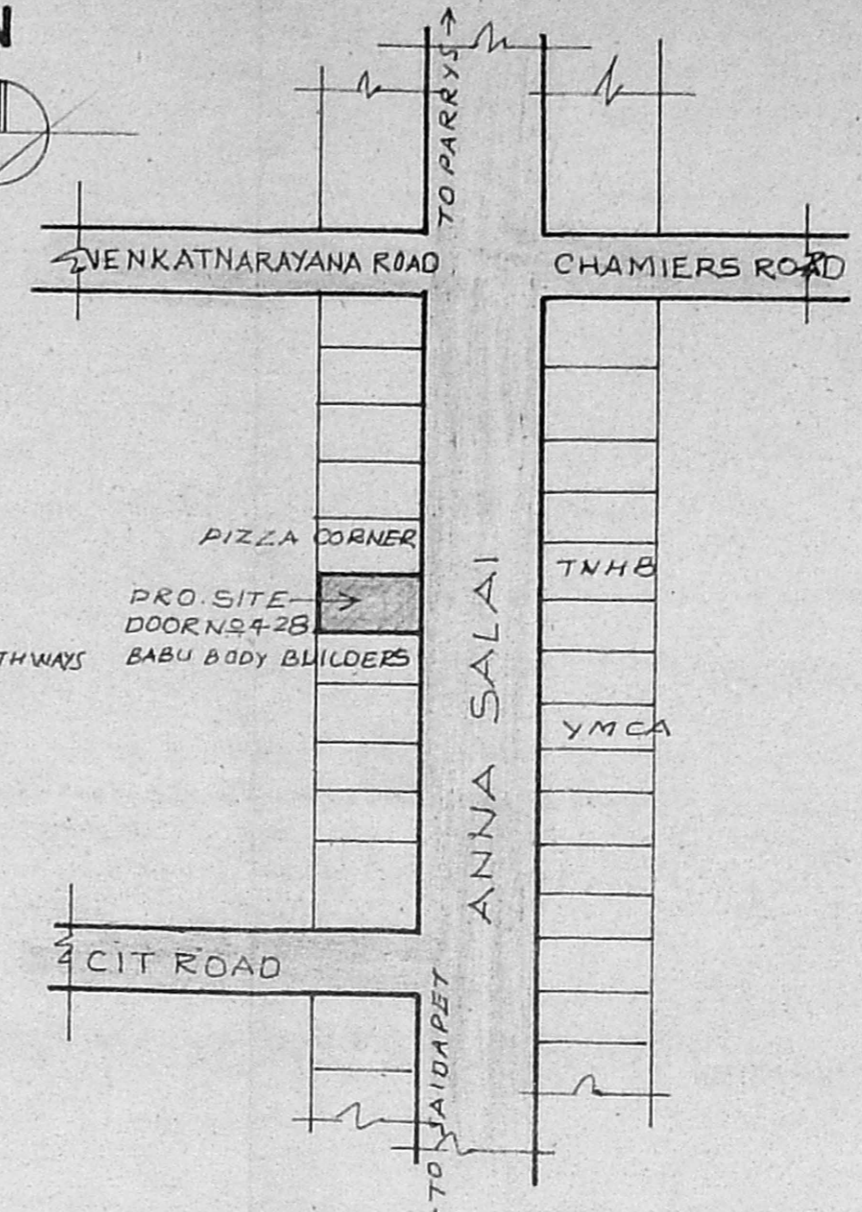 N
TO PARRYS
VENKATNARAYANA ROAD
CHAMIERS ROAD
PIZZA CORNER
TNHB
PRO. SITE
DOOR No 428
THWAYS
BABU BODY BUILDERS
YMCA
ANNA SALAI
CIT ROAD
TO SAIDAPET